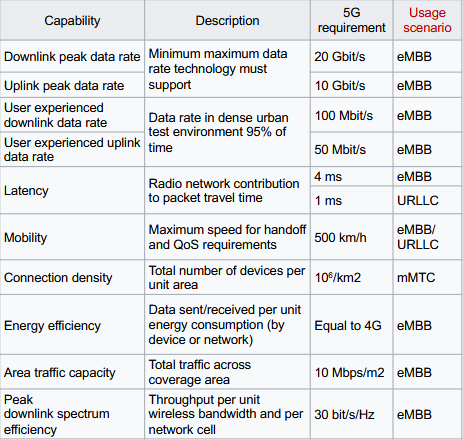 Capability
Description
5G
requirement
Usage
scenario
Downlink peak data rate
Minimum maximum data
rate technology must
support
20 Gbit/s
eMBB
Uplink peak data rate
10 Gbit/s
eMBB
User experienced
downlink data rate
Data rate in dense urban
test environment 95% of
time
100 Mbit/s
eMBB
User experienced uplink
data rate
50 Mbit/s
eMBB
Latency
Radio network contribution
to packet travel time
4 ms
eMBB
1 ms
URLLC
Mobility
Maximum speed for handoff
and QoS requirements
500 km/h
eMBB/
URLLC
Connection density
Total number of devices per
unit area
10⁶/km2
mMTC
Energy efficiency
Data sent/received per unit
energy consumption (by
device or network)
Equal to 4G
eMBB
Area traffic capacity
Total traffic across
coverage area
10 Mbps/m2
eMBB
Peak
downlink spectrum
efficiency
Throughput per unit
wireless bandwidth and per
network cell
30 bit/s/Hz
eMBB